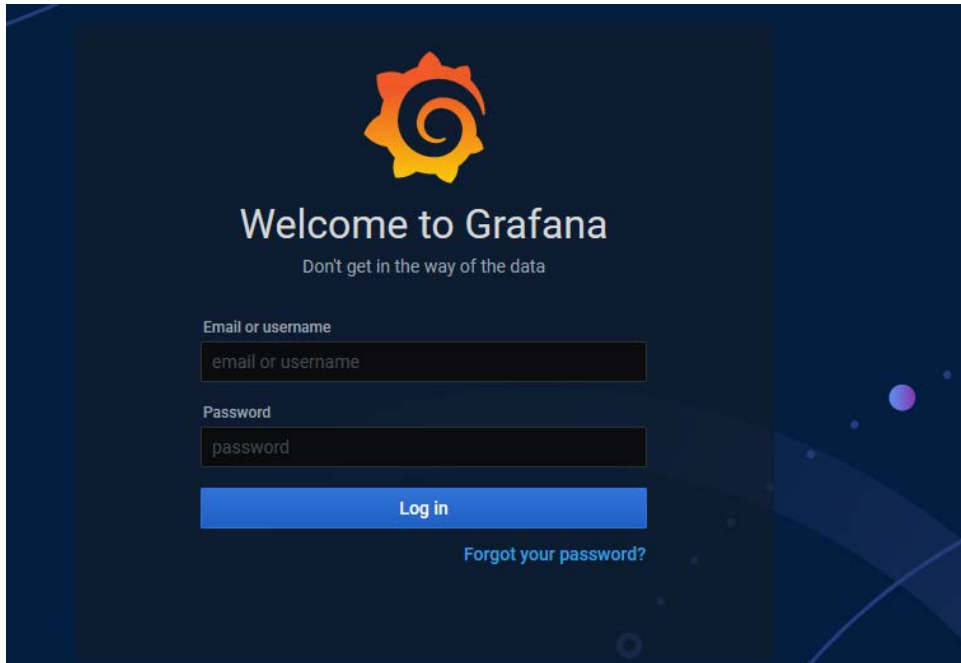 Welcome to Grafana
Don't get in the way of the data
Email or username
email or username
Password
password
Log in
Forgot your password?